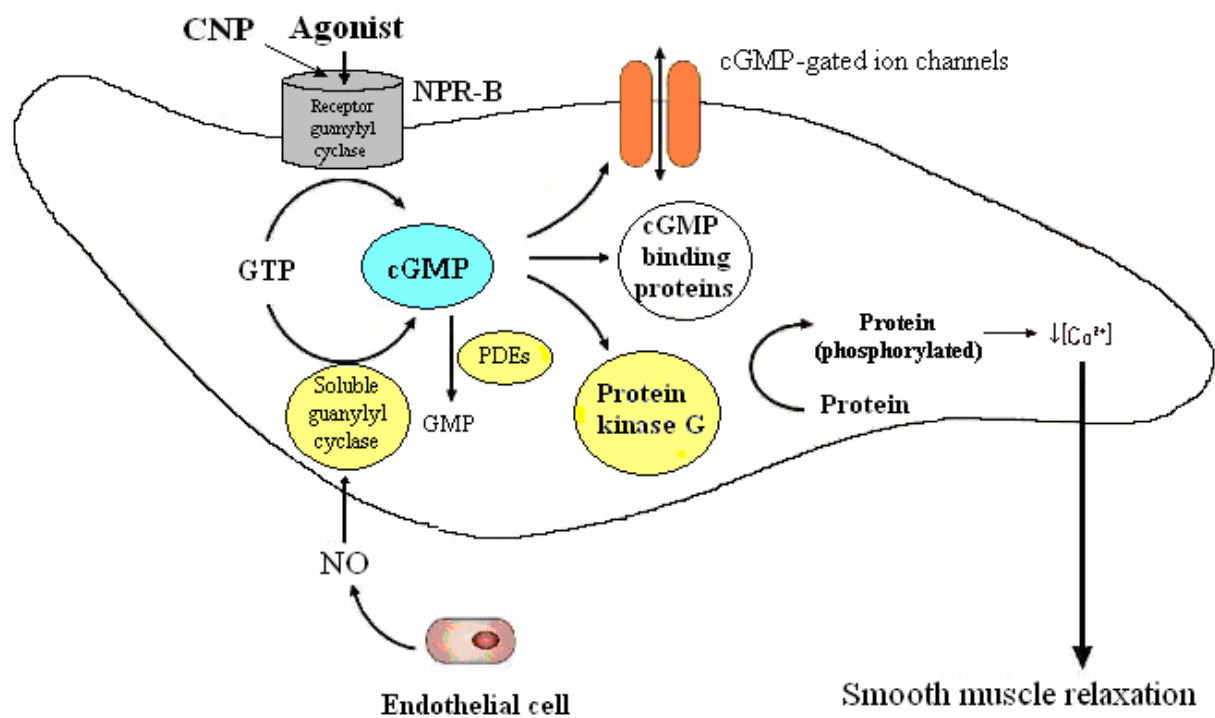 CNP
Agonist
NPR-B
Receptor
guanylyl
cyclase
cGMP-gated ion channels
GTP
cGMP
cGMP
binding
proteins
PDEs
GMP
Soluble
guanylyl
cyclase
Protein
kinase G
Protein
(phosphorylated)
↓[Ca²⁺]
Protein
NO
Endothelial cell
Smooth muscle relaxation